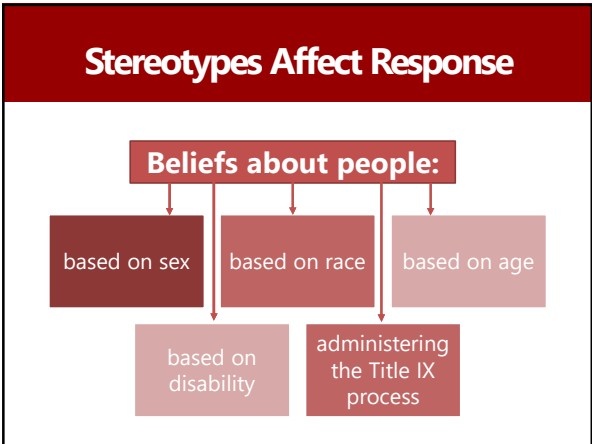 Stereotypes Affect Response
Beliefs about people:
based on sex
based on race
based on age
based on
disability
administering
the Title IX
process